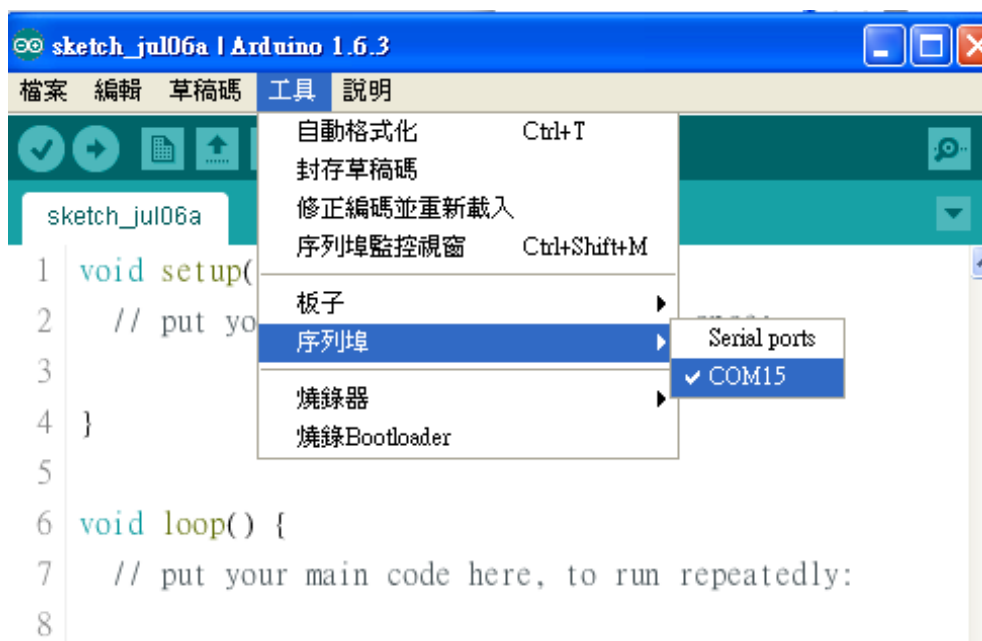 sketch_jul06a | Arduino 1.6.3
檔案 編輯 草稿碼 工具 說明
自動格式化 Ctrl+T
封存草稿碼
修正編碼並重新載入
序列埠監控視窗 Ctrl+Shift+M
板子
序列埠
Serial ports
COM15
燒錄器
燒錄Bootloader
sketch_jul06a
1 void setup(
2 // put yo
3
4 }
5
6 void loop() {
7 // put your main code here, to run repeatedly:
8